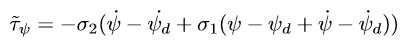 τ̃_ψ = −σ₂(ψ̇ − ψ̇_d + σ₁(ψ − ψ_d + ψ̇ − ψ̇_d))